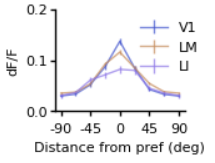 0.2
V1
LM
LI
0.1
dF/F
0.0
-90 -45 0 45 90
Distance from pref (deg)